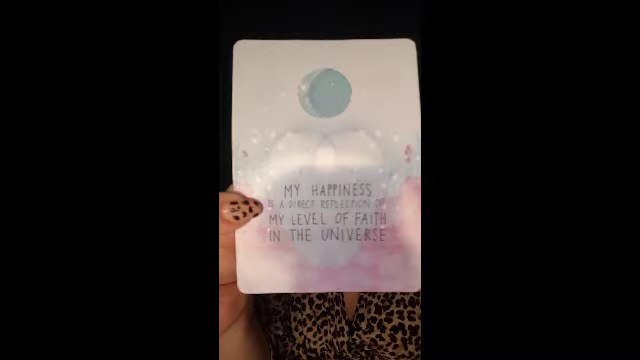 MY HAPPINESS
IS A DIRECT REFLECTION OF
MY LEVEL OF FAITH
IN THE UNIVERSE